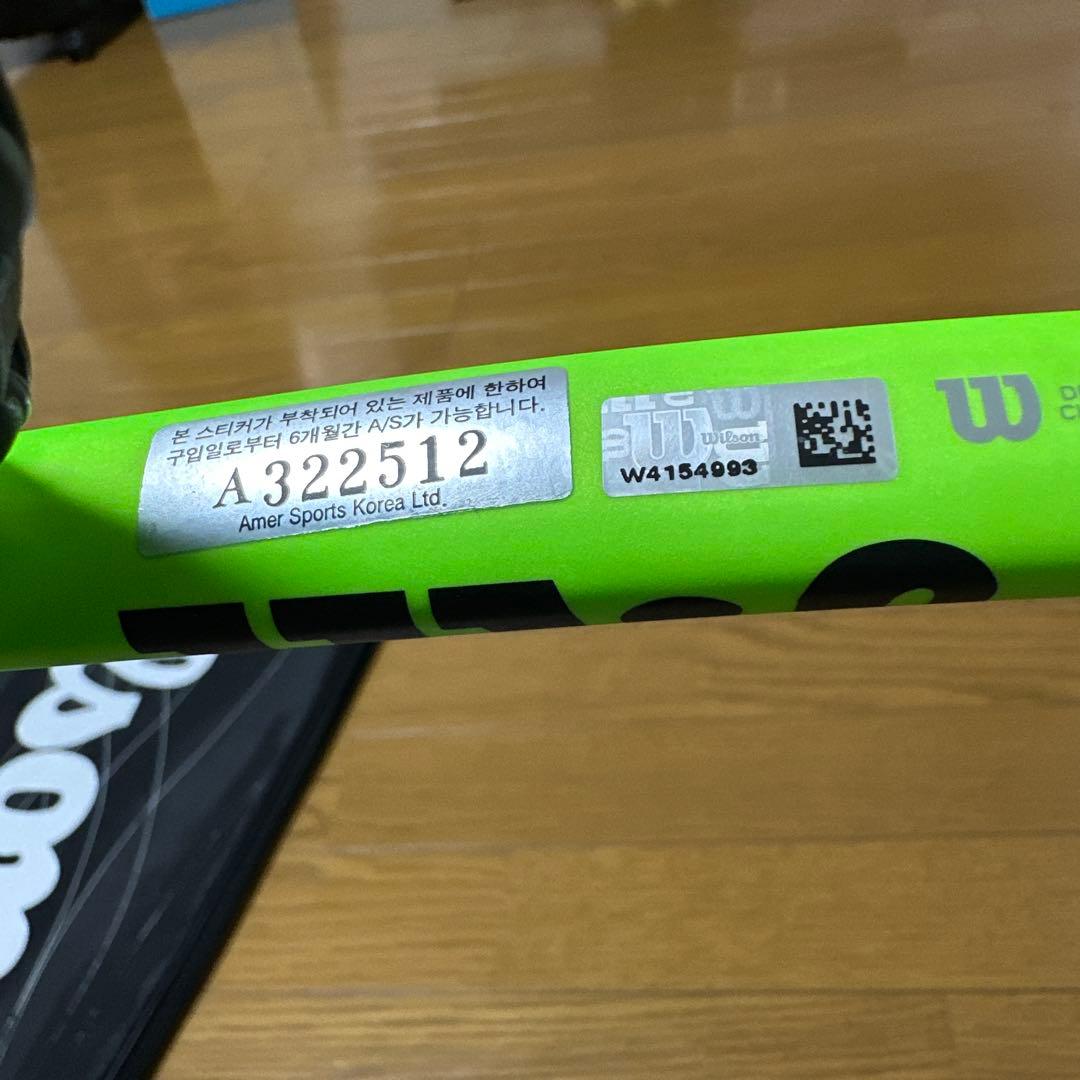 본 스티커가 부착되어 있는 제품에 한하여
구입일로부터 6개월간 A/S가 가능합니다.
A322512
Amer Sports Korea Ltd.
Wilson
W4154993
W